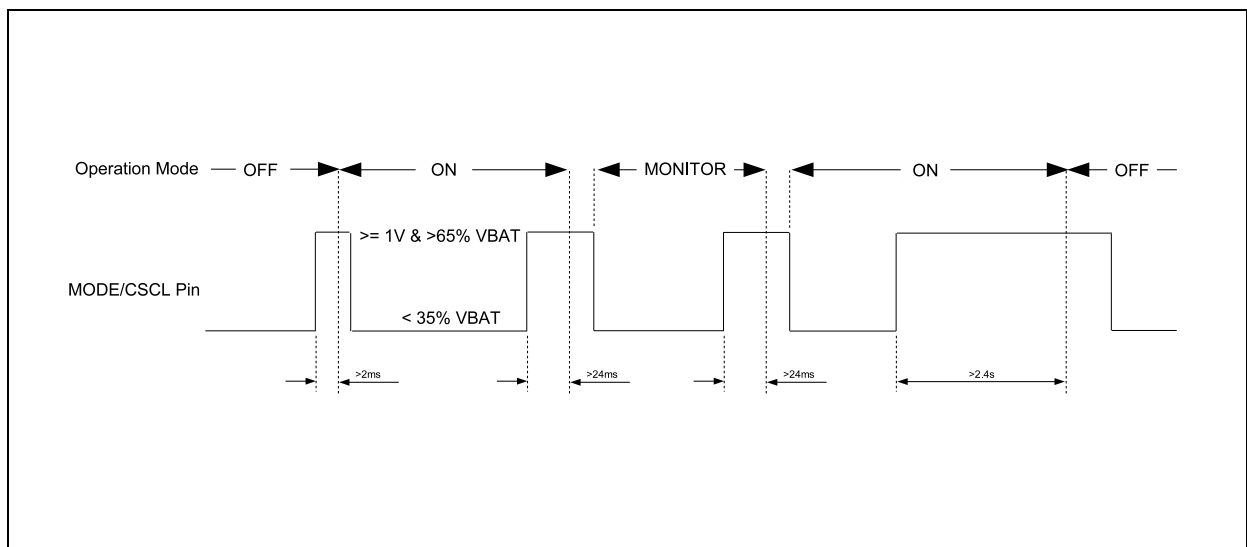 Operation Mode OFF ON MONITOR ON OFF
>= 1V & >65% VBAT
MODE/CSCL Pin
< 35% VBAT
>2ms >24ms >24ms >2.4s